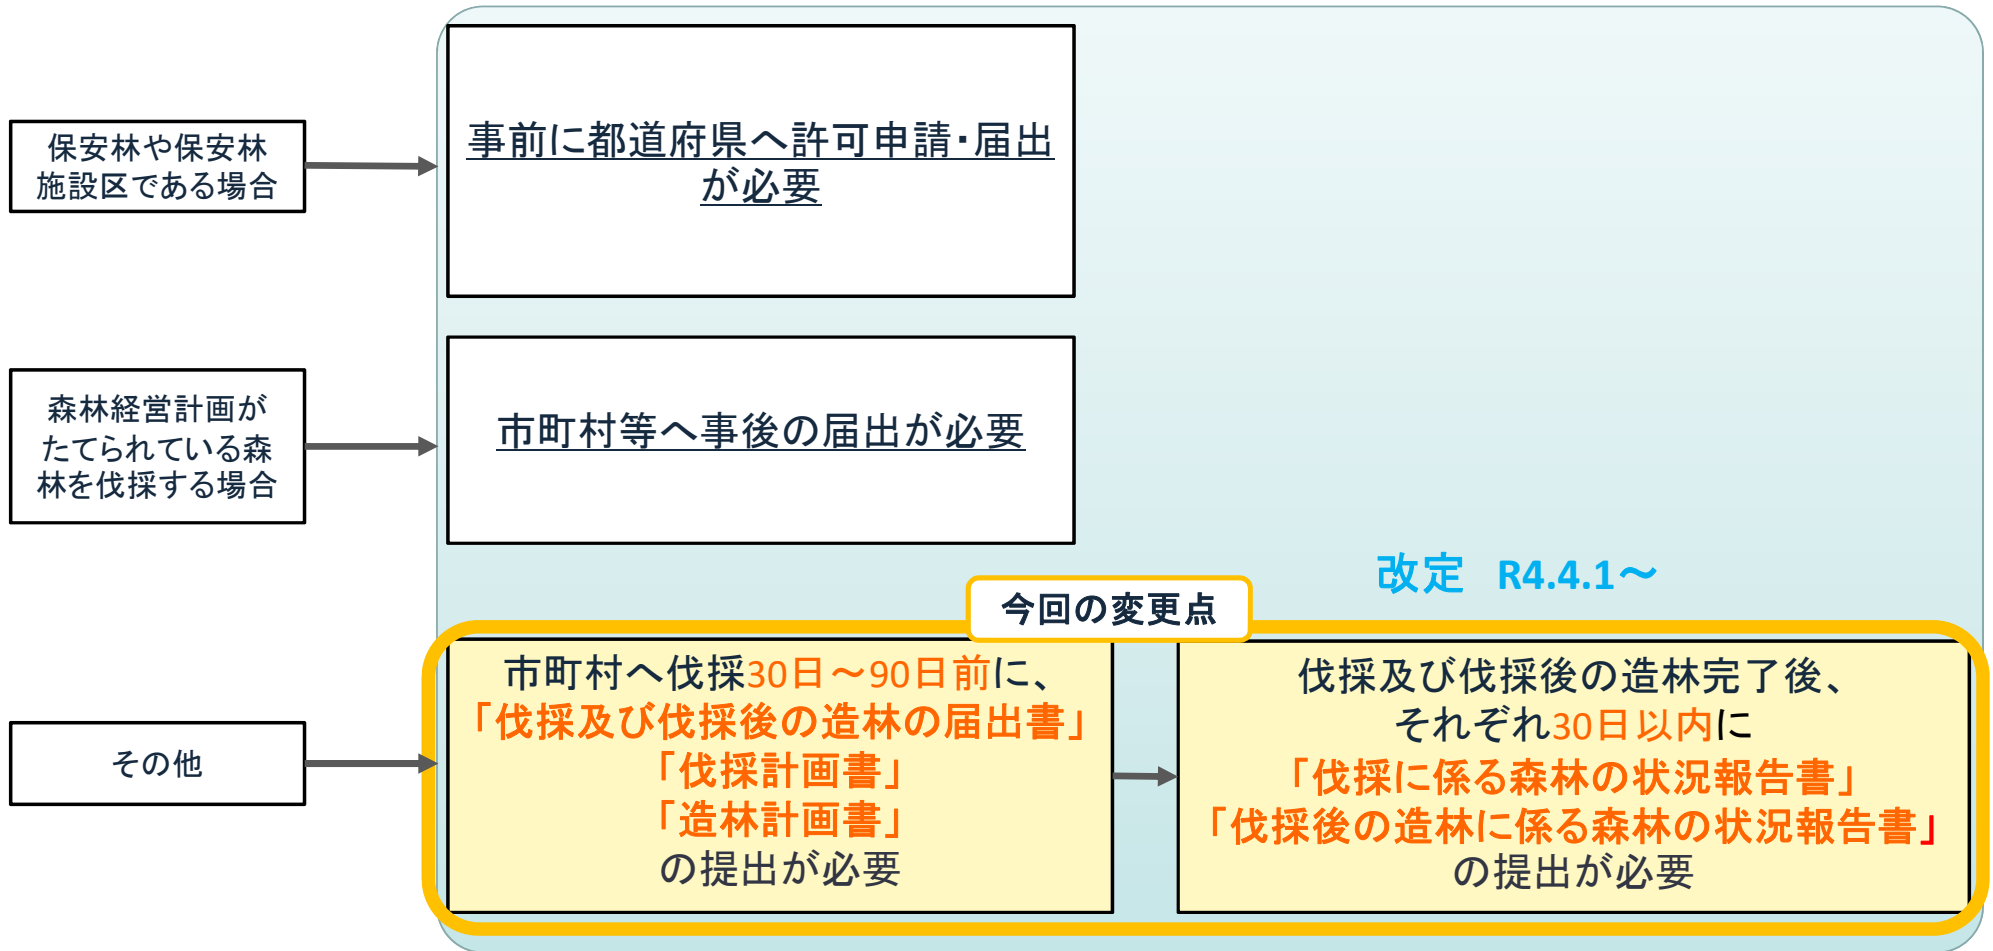 保安林や保安林
施設区である場合
事前に都道府県へ許可申請・届出
が必要
森林経営計画が
たてられている森
林を伐採する場合
市町村等へ事後の届出が必要
改定　R4.4.1～
今回の変更点
その他
市町村へ伐採30日～90日前に、
「伐採及び伐採後の造林の届出書」
「伐採計画書」
「造林計画書」
の提出が必要
伐採及び伐採後の造林完了後、
それぞれ30日以内に
「伐採に係る森林の状況報告書」
「伐採後の造林に係る森林の状況報告書」
の提出が必要